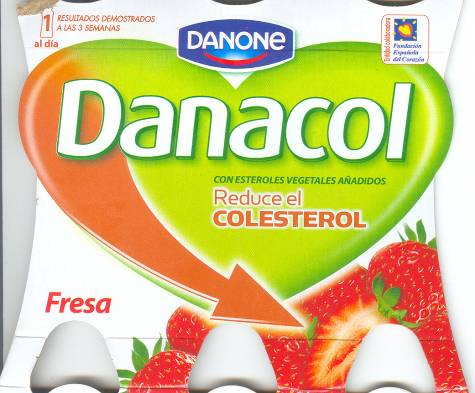 1
al día
RESULTADOS DEMOSTRADOS
A LAS 3 SEMANAS
DANONE
Entidad colaboradora
Fundación
Española
del Corazón
Danacol
CON ESTEROLES VEGETALES AÑADIDOS
Reduce el
COLESTEROL
Fresa